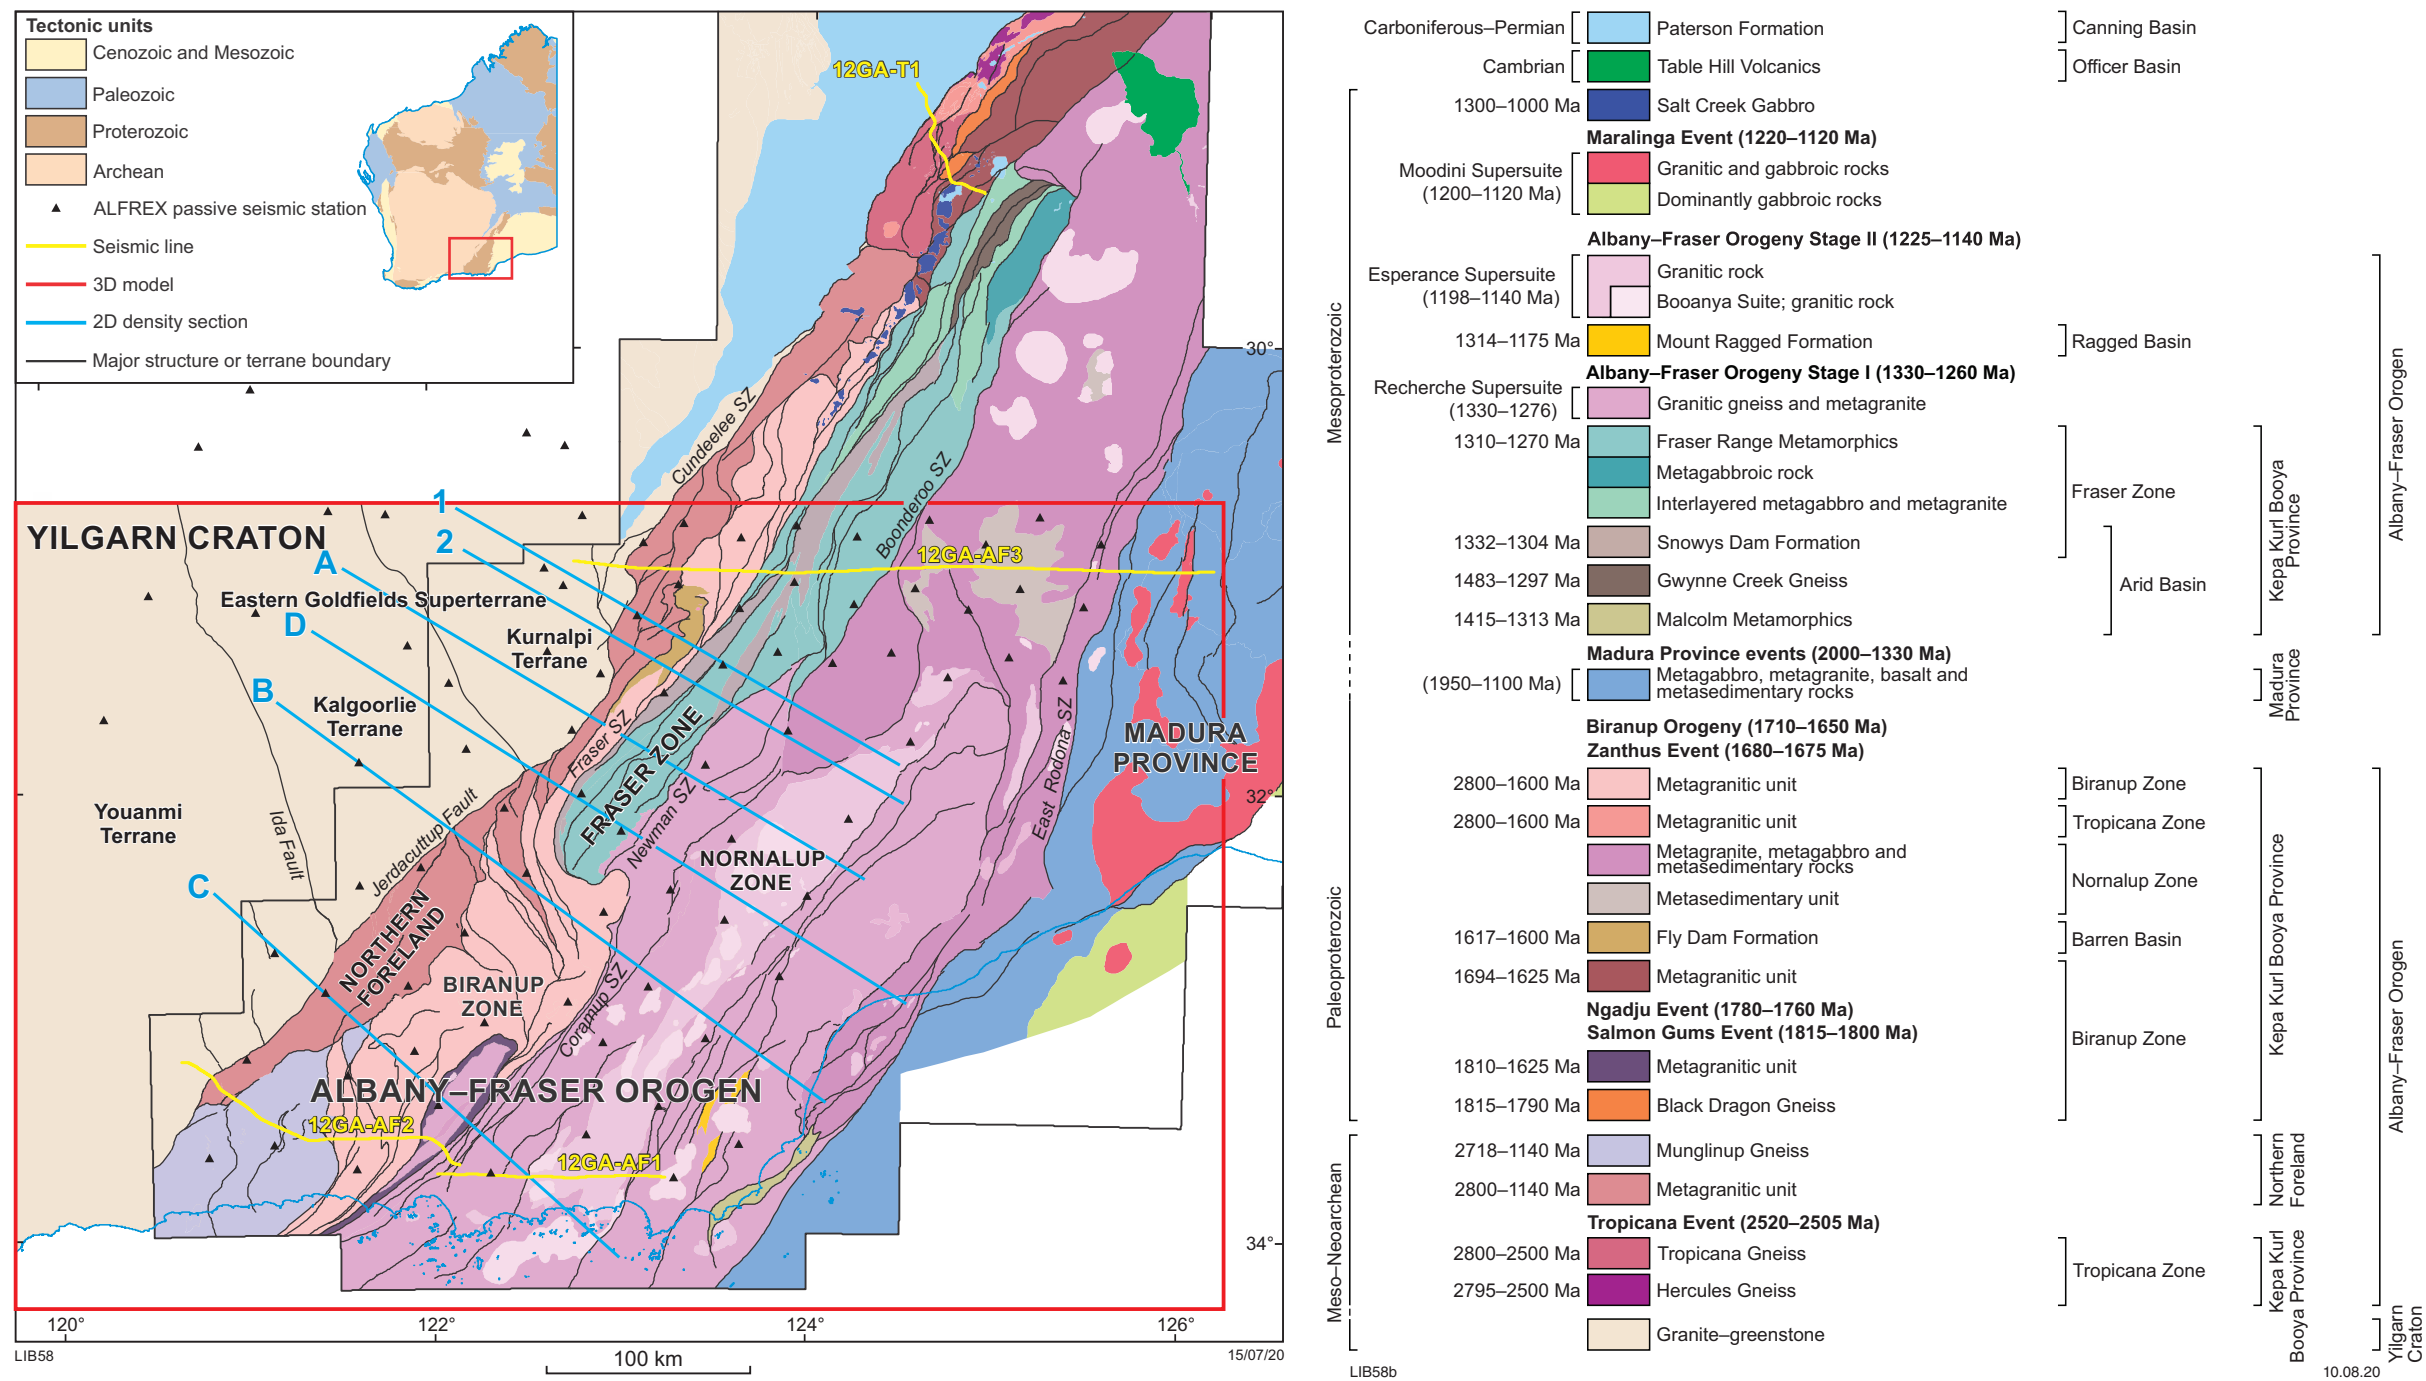 Tectonic units
Cenozoic and Mesozoic
Paleozoic
Proterozoic
Archean
ALFREX passive seismic station
Seismic line
3D model
2D density section
Major structure or terrane boundary
12GA-T1
30°
Cundeelee SZ
Boonderoo SZ
1
2
A
D
B
C
YILGARN CRATON
12GA-AF3
Eastern Goldfields Superterrane
Kurnalpi
Terrane
Kalgoorlie
Terrane
Youanmi
Terrane
Ida Fault
Jerdacuttup Fault
Fraser SZ
FRASER ZONE
Newman SZ
East Rodona SZ
MADURA
PROVINCE
32°
NORNALUP
ZONE
NORTHERN
FORELAND
BIRANUP
ZONE
Coramup SZ
ALBANY–FRASER OROGEN
12GA-AF2
12GA-AF1
34°
120°
122°
124°
126°
LIB58
100 km
15/07/20
Carboniferous–Permian
Paterson Formation
Canning Basin
Cambrian
Table Hill Volcanics
Officer Basin
1300–1000 Ma
Salt Creek Gabbro
Maralinga Event (1220–1120 Ma)
Moodini Supersuite
(1200–1120 Ma)
Granitic and gabbroic rocks
Dominantly gabbroic rocks
Albany–Fraser Orogeny Stage II (1225–1140 Ma)
Esperance Supersuite
(1198–1140 Ma)
Granitic rock
Booanya Suite; granitic rock
1314–1175 Ma
Mount Ragged Formation
Ragged Basin
Albany–Fraser Orogeny Stage I (1330–1260 Ma)
Recherche Supersuite
(1330–1276)
Granitic gneiss and metagranite
1310–1270 Ma
Fraser Range Metamorphics
Metagabbroic rock
Interlayered metagabbro and metagranite
Fraser Zone
1332–1304 Ma
Snowys Dam Formation
1483–1297 Ma
Gwynne Creek Gneiss
Arid Basin
1415–1313 Ma
Malcolm Metamorphics
Mesoproterozoic
Kepa Kurl Booya
Province
Albany–Fraser Orogen
Madura Province events (2000–1330 Ma)
(1950–1100 Ma)
Metagabbro, metagranite, basalt and
metasedimentary rocks
Madura
Province
Biranup Orogeny (1710–1650 Ma)
Zanthus Event (1680–1675 Ma)
2800–1600 Ma
Metagranitic unit
Biranup Zone
2800–1600 Ma
Metagranitic unit
Tropicana Zone
Metagranite, metagabbro and
metasedimentary rocks
Metasedimentary unit
Nornalup Zone
1617–1600 Ma
Fly Dam Formation
Barren Basin
1694–1625 Ma
Metagranitic unit
Ngadju Event (1780–1760 Ma)
Salmon Gums Event (1815–1800 Ma)
Biranup Zone
1810–1625 Ma
Metagranitic unit
1815–1790 Ma
Black Dragon Gneiss
Paleoproterozoic
Kepa Kurl Booya Province
Albany–Fraser Orogen
2718–1140 Ma
Munglinup Gneiss
2800–1140 Ma
Metagranitic unit
Northern
Foreland
Tropicana Event (2520–2505 Ma)
2800–2500 Ma
Tropicana Gneiss
2795–2500 Ma
Hercules Gneiss
Tropicana Zone
Kepa Kurl
Booya Province
Meso–Neoarchean
Granite–greenstone
Yilgarn
Craton
LIB58b
10.08.20